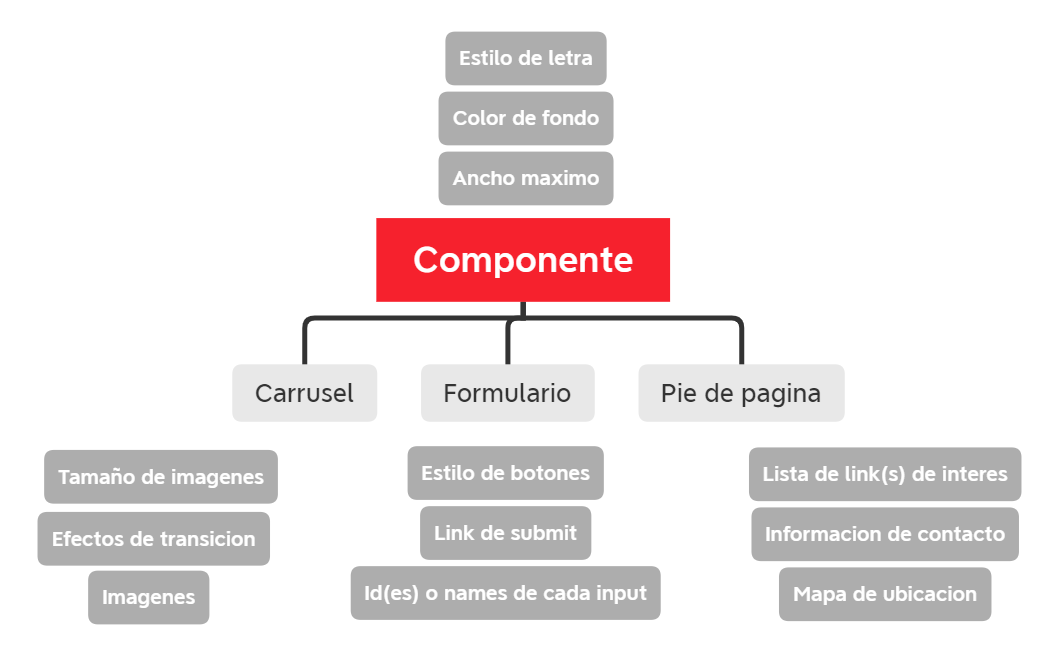 Estilo de letra
Color de fondo
Ancho maximo
Componente
Carrusel
Formulario
Pie de pagina
Tamaño de imagenes
Efectos de transicion
Imagenes
Estilo de botones
Link de submit
Id(es) o names de cada input
Lista de link(s) de interes
Informacion de contacto
Mapa de ubicacion